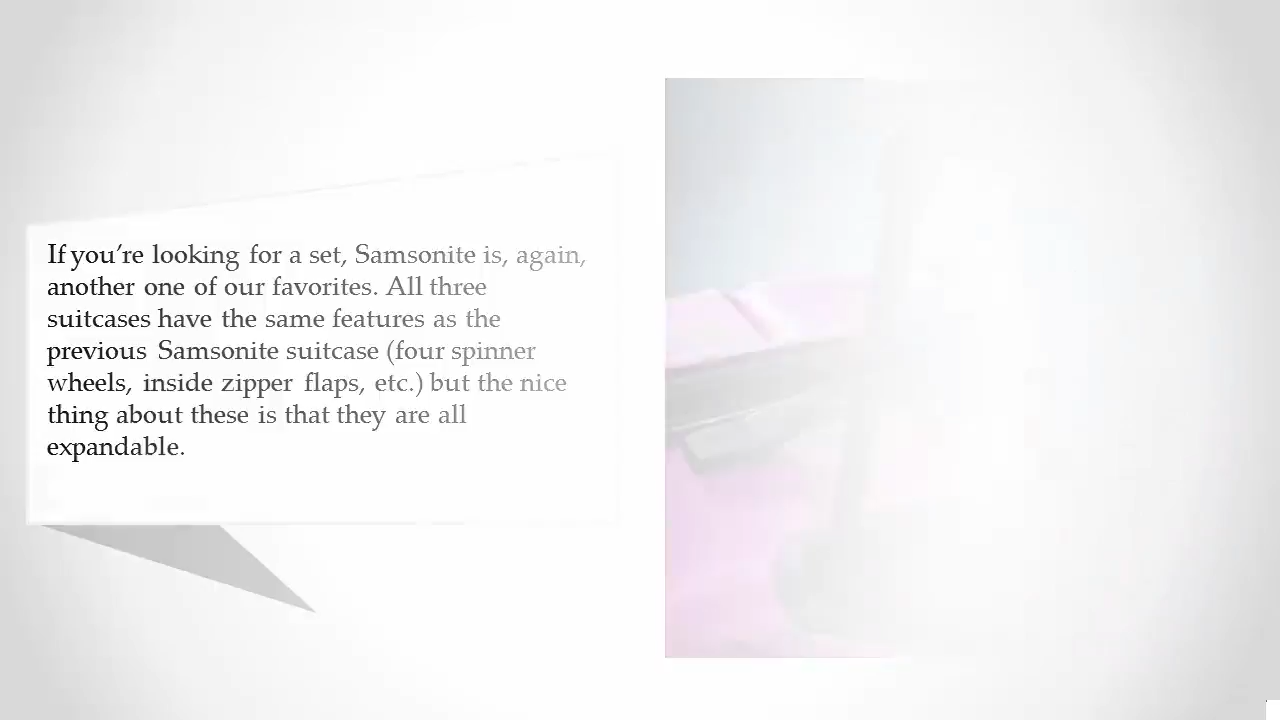 If you’re looking for a set, Samsonite is, again,
another one of our favorites. All three
suitcases have the same features as the
previous Samsonite suitcase (four spinner
wheels, inside zipper flaps, etc.) but the nice
thing about these is that they are all
expandable.